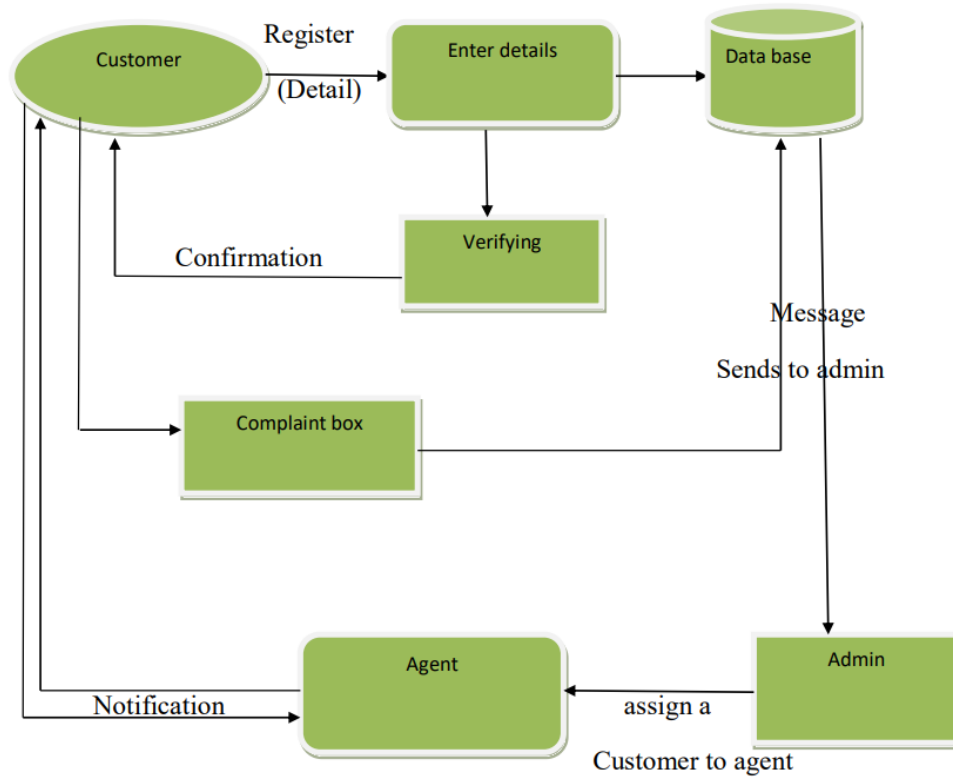 Customer
Register
(Detail)
Enter details
Data base
Verifying
Confirmation
Message
Sends to admin
Complaint box
Agent
Admin
Notification
assign a
Customer to agent